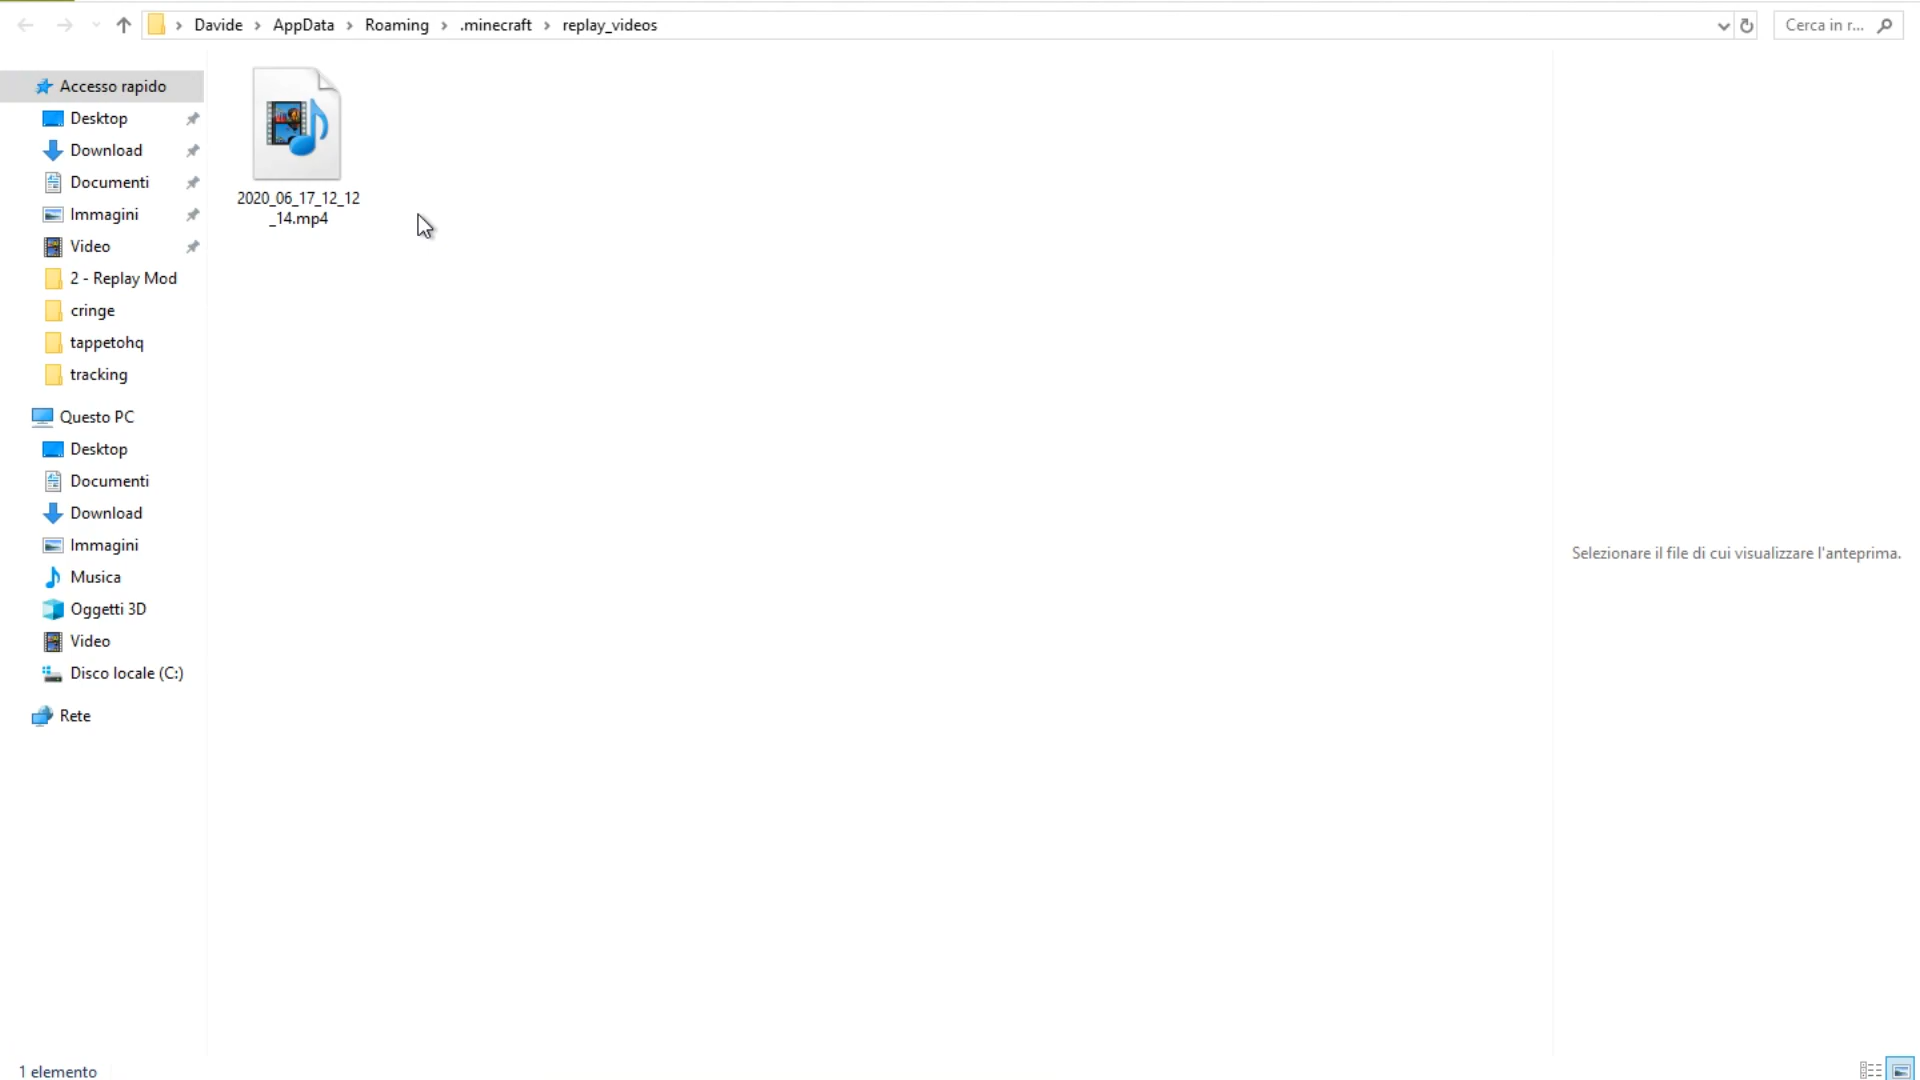 Davide AppData Roaming .minecraft replay_videos
Cerca in r...
Accesso rapido
Desktop
Download
Documenti
Immagini
Video
2 - Replay Mod
cringe
tappetohq
tracking
Questo PC
Desktop
Documenti
Download
Immagini
Musica
Oggetti 3D
Video
Disco locale (C:)
Rete
2020_06_17_12_12
_14.mp4
Selezionare il file di cui visualizzare l'anteprima.
1 elemento